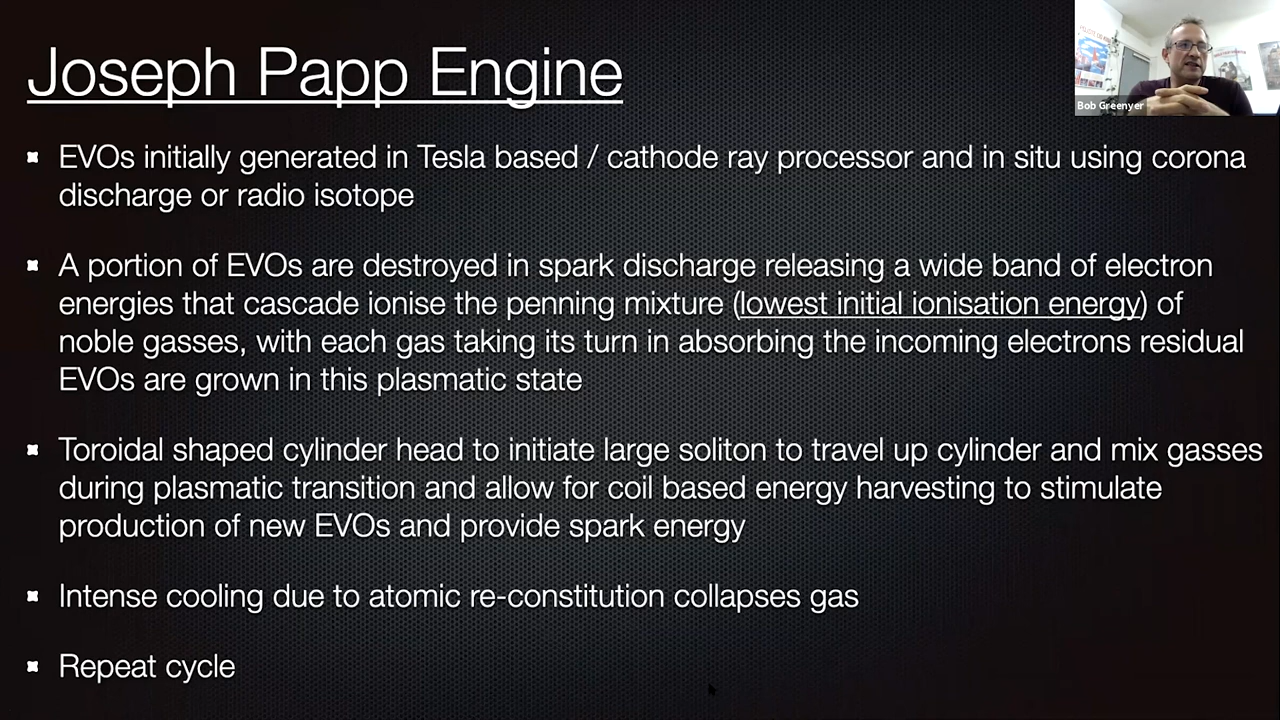 Joseph Papp Engine
Bob Greenyer
EVOs initially generated in Tesla based / cathode ray processor and in situ using corona
discharge or radio isotope
A portion of EVOs are destroyed in spark discharge releasing a wide band of electron
energies that cascade ionise the penning mixture (lowest initial ionisation energy) of
noble gasses, with each gas taking its turn in absorbing the incoming electrons residual
EVOs are grown in this plasmatic state
Toroidal shaped cylinder head to initiate large soliton to travel up cylinder and mix gasses
during plasmatic transition and allow for coil based energy harvesting to stimulate
production of new EVOs and provide spark energy
Intense cooling due to atomic re-constitution collapses gas
Repeat cycle